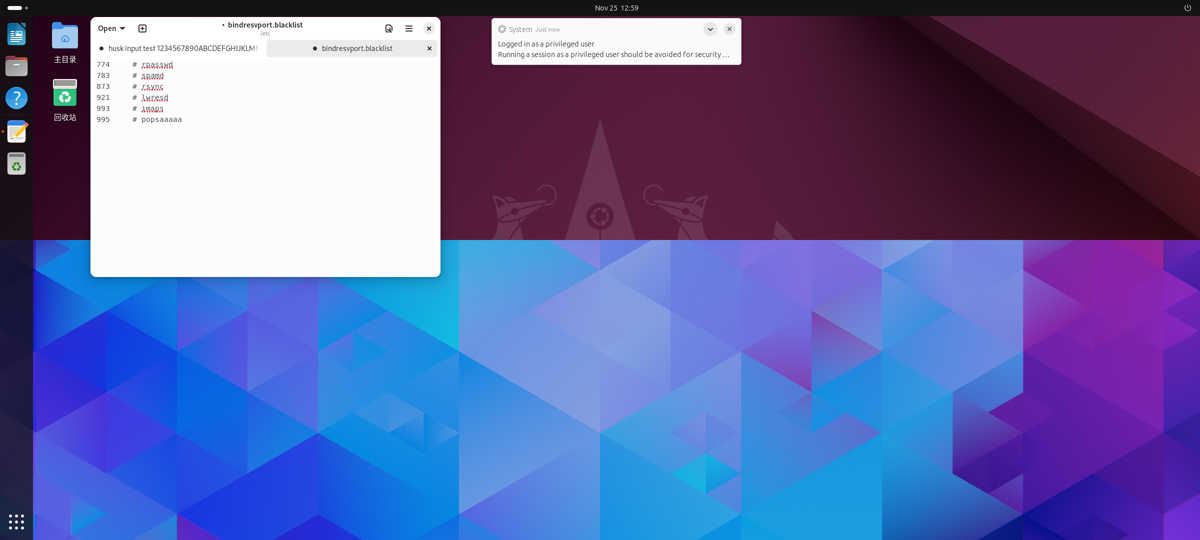 Nov 25 12:59
Open
• bindresvport.blacklist
/etc
husk input test 1234567890ABCDEFGHIJKLM
bindresvport.blacklist
774 # rpasswd
783 # spamd
873 # rsync
921 # lwresd
993 # imaps
995 # popsaaaaa
主目录
回收站
System Just now
Logged in as a privileged user
Running a session as a privileged user should be avoided for security ...